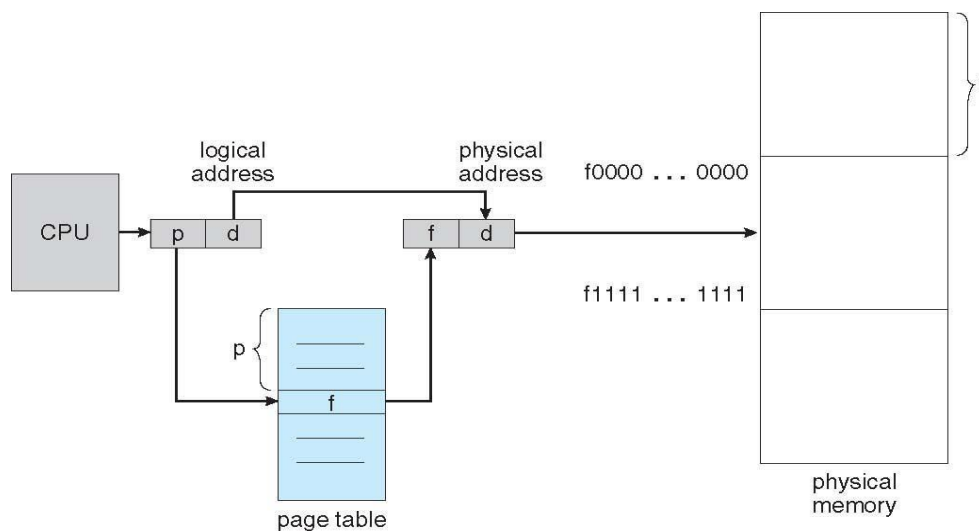 logical
address
physical
address
f0000 ... 0000
CPU
p
d
f
d
f1111 ... 1111
p
f
page table
physical
memory